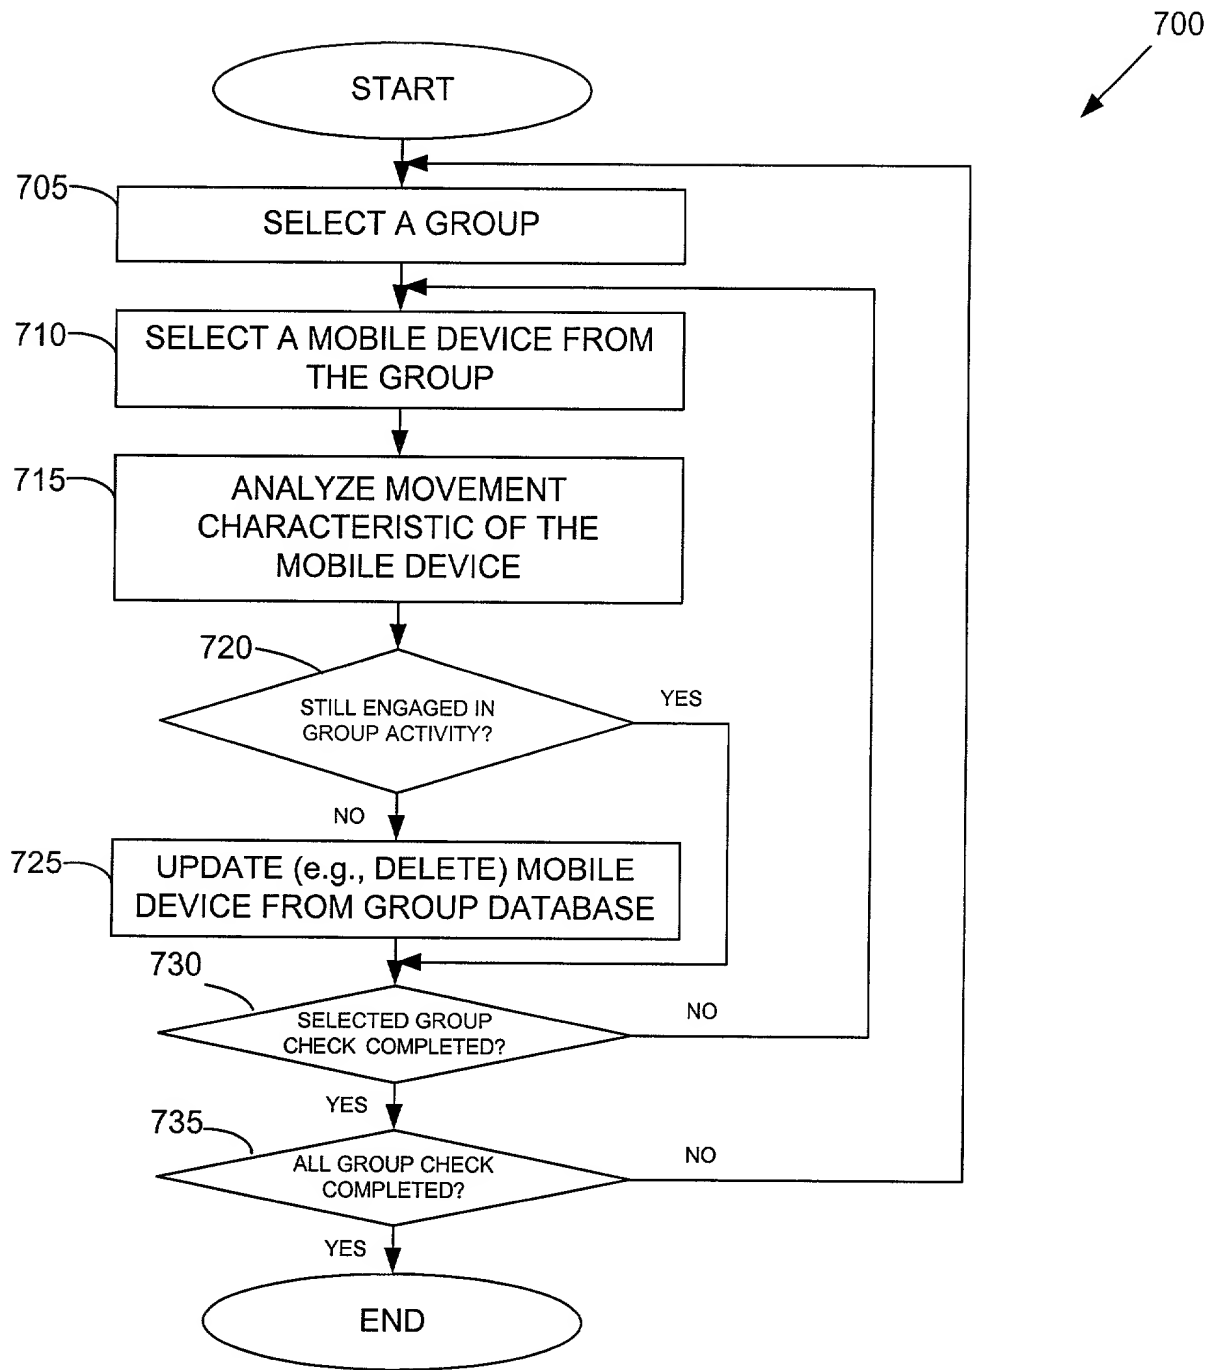 700
START
705
SELECT A GROUP
710
SELECT A MOBILE DEVICE FROM
THE GROUP
715
ANALYZE MOVEMENT
CHARACTERISTIC OF THE
MOBILE DEVICE
720
STILL ENGAGED IN
GROUP ACTIVITY?
YES
NO
725
UPDATE (e.g., DELETE) MOBILE
DEVICE FROM GROUP DATABASE
730
SELECTED GROUP
CHECK COMPLETED?
NO
YES
735
ALL GROUP CHECK
COMPLETED?
NO
YES
END